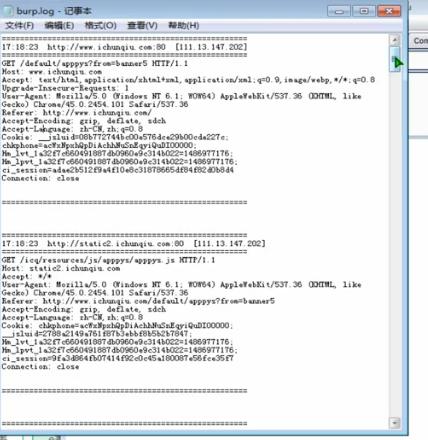 burp.log - 记事本
文件(F) 编辑(E) 格式(O) 查看(V) 帮助(H)
Com
======================================================
17:18:23 http://www.ichunqiu.com:80 [111.13.147.202]
======================================================
GET /default/apppys?from=banner5 HTTP/1.1
Host: www.ichunqiu.com
Accept: text/html,application/xhtml+xml,application/xml;q=0.9,image/webp,*/*;q=0.8
Upgrade-Insecure-Requests: 1
User-Agent: Mozilla/5.0 (Windows NT 6.1; WOW64) AppleWebKit/537.36 (KHTML, like
Gecko) Chrome/45.0.2454.101 Safari/537.36
Referer: http://www.ichunqiu.com/
Accept-Encoding: gzip, deflate, sdch
Accept-Language: zh-CN,zh;q=0.8
Cookie: __jsluid=08b772744bc00a576dce29b00cda227c;
chkphone=acWxNpxhQpDiAchhNuSnEqyiQuDIO0O0O;
Hm_lvt_1a32f7c660491887db0960e9c314b022=1486977176;
Hm_lpvt_1a32f7c660491887db0960e9c314b022=1486977176;
ci_session=adae2b512f9a4f10e8c31878665df84f82d0b8d4
Connection: close
======================================================
======================================================
17:18:23 http://static2.ichunqiu.com:80 [111.13.147.202]
======================================================
GET /icq/resources/js/apppys/apppys.js HTTP/1.1
Host: static2.ichunqiu.com
Accept: */*
User-Agent: Mozilla/5.0 (Windows NT 6.1; WOW64) AppleWebKit/537.36 (KHTML, like
Gecko) Chrome/45.0.2454.101 Safari/537.36
Referer: http://www.ichunqiu.com/default/apppys?from=banner5
Accept-Encoding: gzip, deflate, sdch
Accept-Language: zh-CN,zh;q=0.8
Cookie: chkphone=acWxNpxhQpDiAchhNuSnEqyiQuDIO0O0O;
__jsluid=2788a2149a761f87b3ebbf8b5b2b7847;
Hm_lvt_1a32f7c660491887db0960e9c314b022=1486977176;
Hm_lpvt_1a32f7c660491887db0960e9c314b022=1486977176;
ci_session=9fa3d864fb07414f92c0c45a180087e56fce35f7
Connection: close
======================================================